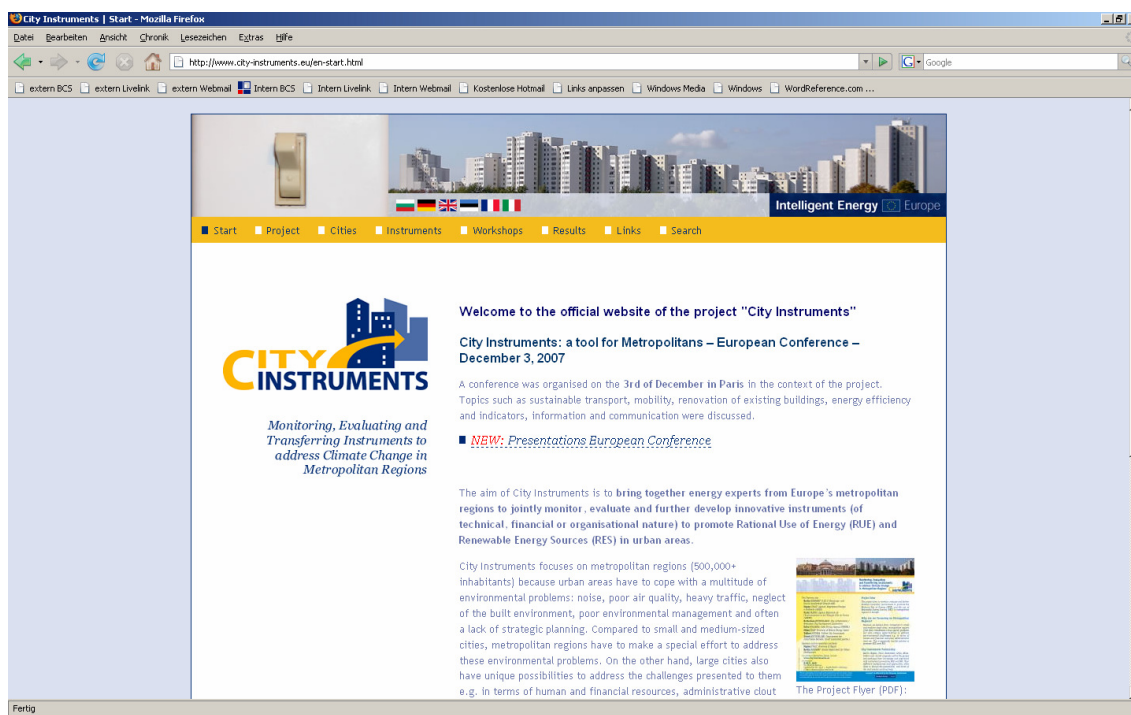 City Instruments | Start - Mozilla Firefox
Datei Bearbeiten Ansicht Chronik Lesezeichen Extras Hilfe
http://www.city-instruments.eu/en-start.html
G Google
extern BCS extern Livelink extern Webmail Intern BCS Intern Livelink Intern Webmail Kostenlose Hotmail Links anpassen Windows Media Windows WordReference.com ...
Intelligent Energy Europe
Start Project Cities Instruments Workshops Results Links Search
CITY
INSTRUMENTS
Monitoring, Evaluating and
Transferring Instruments to
address Climate Change in
Metropolitan Regions
Welcome to the official website of the project "City Instruments"
City Instruments: a tool for Metropolitans – European Conference –
December 3, 2007
A conference was organised on the 3rd of December in Paris in the context of the project.
Topics such as sustainable transport, mobility, renovation of existing buildings, energy efficiency
and indicators, information and communication were discussed.
NEW: Presentations European Conference
The aim of City Instruments is to bring together energy experts from Europe's metropolitan
regions to jointly monitor, evaluate and further develop innovative instruments (of
technical, financial or organisational nature) to promote Rational Use of Energy (RUE) and
Renewable Energy Sources (RES) in urban areas.
City Instruments focuses on metropolitan regions (500,000+
inhabitants) because urban areas have to cope with a multitude of
environmental problems: noise, poor air quality, heavy traffic, neglect
of the built environment, poor environmental management and often
a lack of strategic planning. Compared to small and medium-sized
cities, metropolitan regions have to make a special effort to address
these environmental problems. On the other hand, large cities also
have unique possibilities to address the challenges presented to them
e.g. in terms of human and financial resources, administrative clout
The Project Flyer (PDF):
Fertig